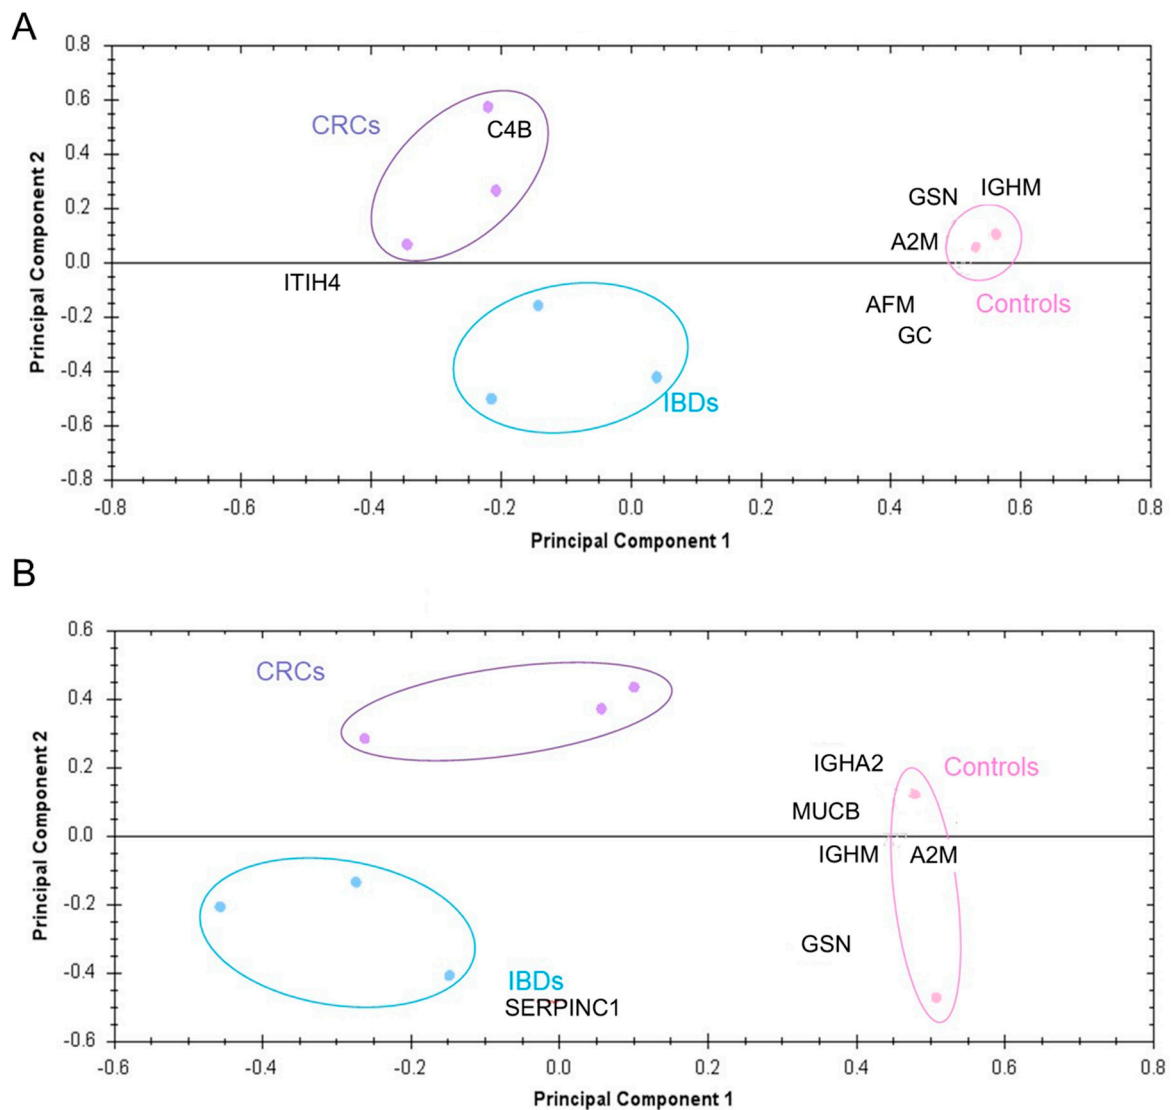 A
0.8
0.6
CRCs
C4B
0.4
Principal Component 2
GSN
IGHM
0.2
A2M
0.0
ITIH4
AFM
Controls
-0.2
GC
-0.4
IBDs
-0.6
-0.8
-0.8 -0.6 -0.4 -0.2 0.0 0.2 0.4 0.6 0.8
Principal Component 1
B
0.6
CRCs
0.4
IGHA2
Controls
0.2
MUCB
Principal Component 2
0.0
IGHM
A2M
-0.2
GSN
-0.4
IBDs
SERPINC1
-0.6
-0.6 -0.4 -0.2 0.0 0.2 0.4 0.6 0.8
Principal Component 1